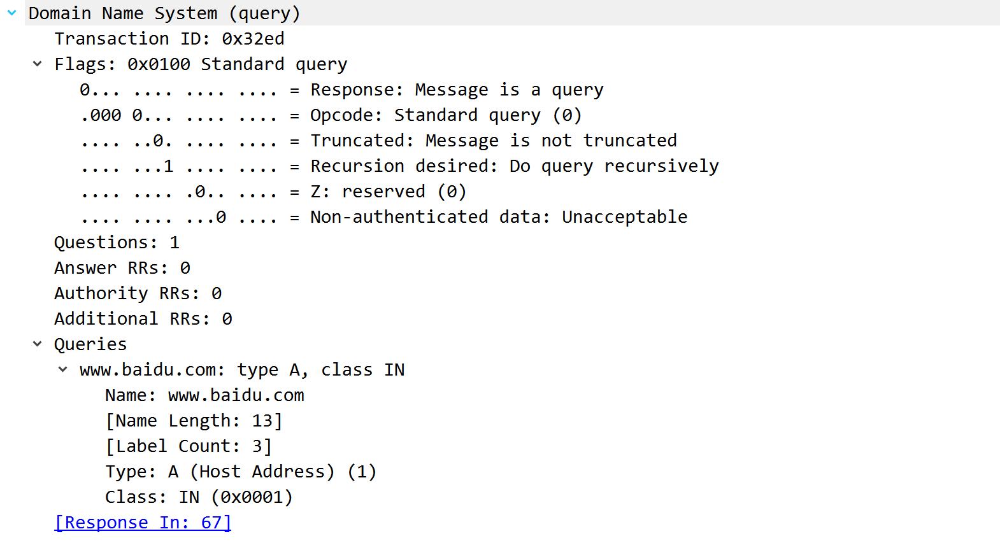 Domain Name System (query)
Transaction ID: 0x32ed
Flags: 0x0100 Standard query
0... .... .... .... = Response: Message is a query
.000 0... .... .... = Opcode: Standard query (0)
.... ..0. .... .... = Truncated: Message is not truncated
.... ...1 .... .... = Recursion desired: Do query recursively
.... .... .0.. .... = Z: reserved (0)
.... .... ...0 .... = Non-authenticated data: Unacceptable
Questions: 1
Answer RRs: 0
Authority RRs: 0
Additional RRs: 0
Queries
www.baidu.com: type A, class IN
Name: www.baidu.com
[Name Length: 13]
[Label Count: 3]
Type: A (Host Address) (1)
Class: IN (0x0001)
[Response In: 67]